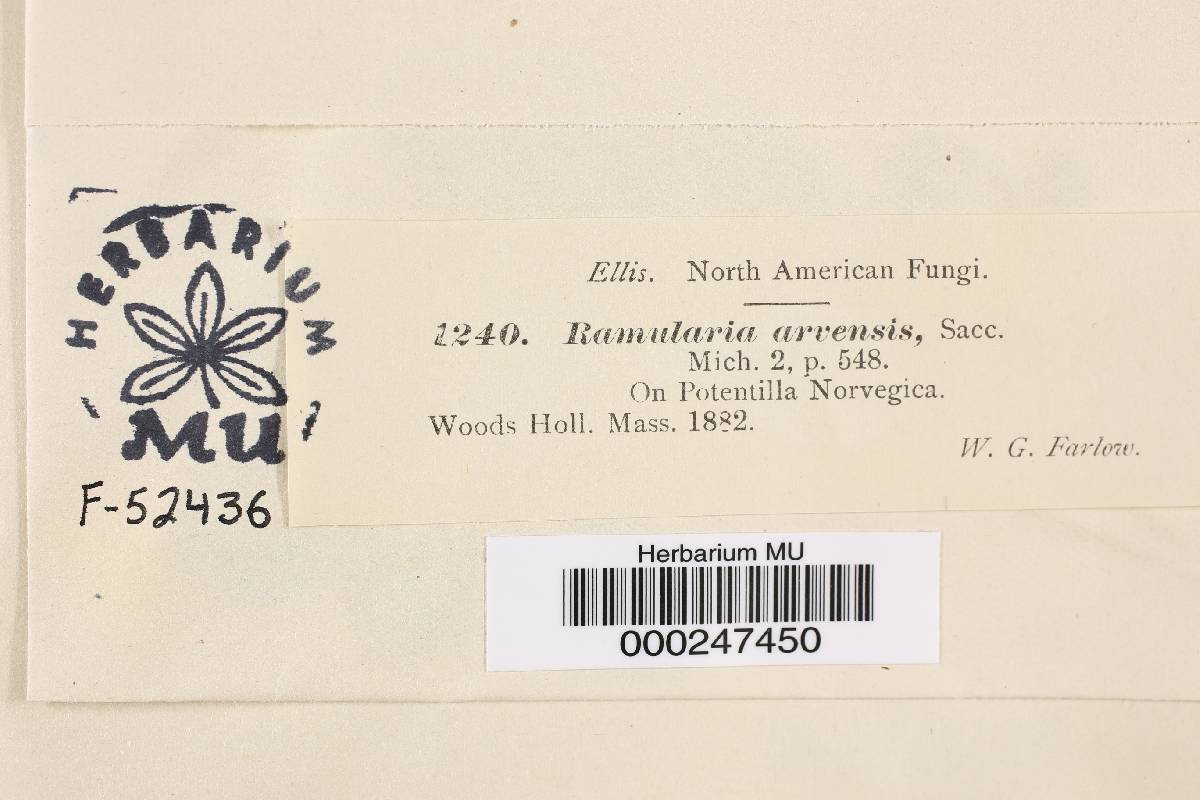 HERBARIUM
MU
F-52436
Ellis. North American Fungi.
1240. Ramularia arvensis, Sacc.
Mich. 2, p. 548.
On Potentilla Norvegica.
Woods Holl. Mass. 1882.
W. G. Farlow.
Herbarium MU
000247450